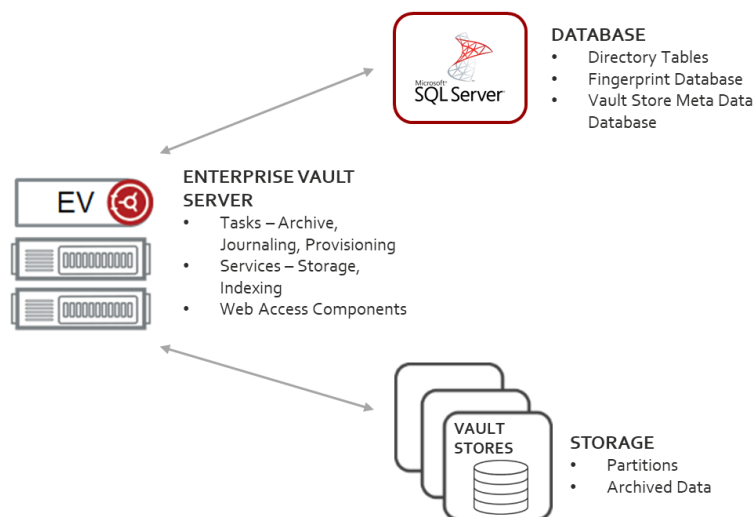 DATABASE
• Directory Tables
• Fingerprint Database
• Vault Store Meta Data
Database
Microsoft®
SQL Server®
ENTERPRISE VAULT
SERVER
• Tasks – Archive,
Journaling, Provisioning
• Services – Storage,
Indexing
• Web Access Components
EV
VAULT
STORES
STORAGE
• Partitions
• Archived Data